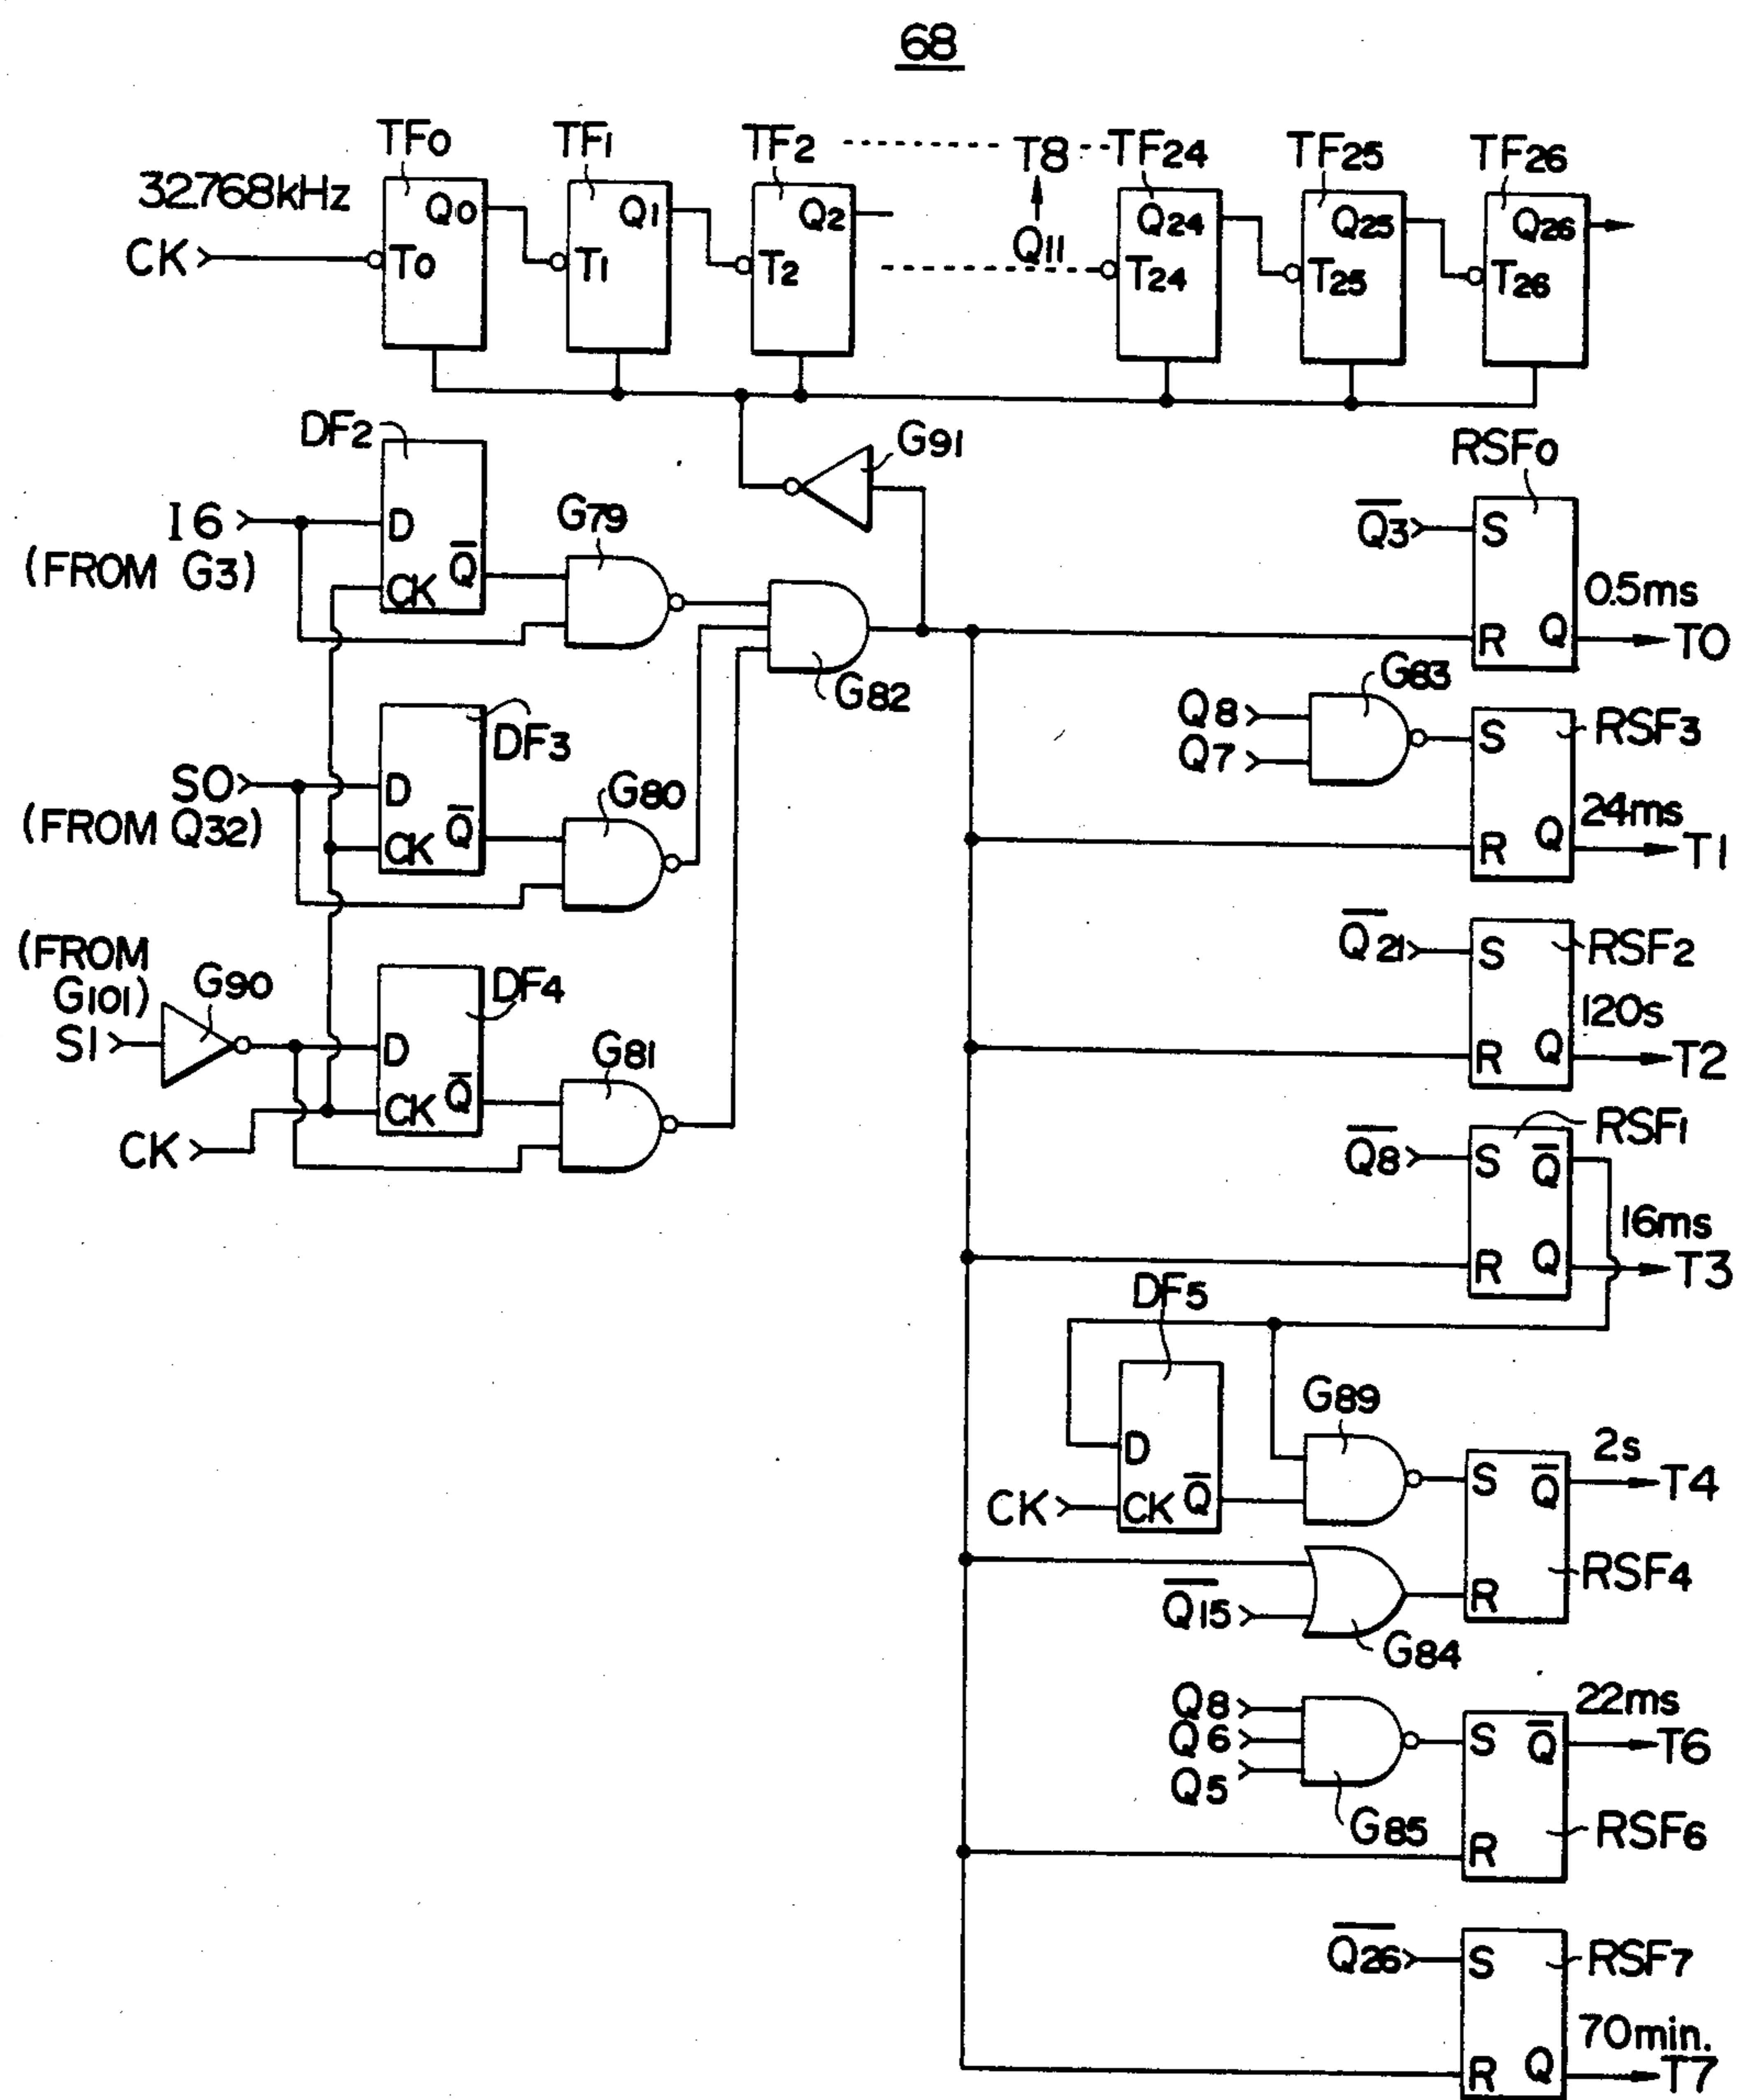 68
TF0 TF1 TF2 T8 TF24 TF25 TF26
32.768kHz
Q0 Q1 Q2 Q11 Q24 Q25 Q26
CK T0 T1 T2 T24 T25 T26
DF2
I6
(FROM G3)
D
CK Q̅
G79
G91
G82
RSF0
Q̅3 S
R Q
0.5ms
T0
DF3
S0
(FROM Q32)
D
CK Q̅
G80
G83
Q8
Q7
S
R Q
RSF3
24ms
T1
(FROM
G101)
S1
G90
DF4
D
CK Q̅
CK
G81
Q̅21 S
R Q
RSF2
120s
T2
Q̅8 S Q̅
R Q
RSF1
16ms
T3
DF5
D
CK CK Q̅
G89
S Q̅
R
2s
T4
RSF4
Q̅15
G84
Q8
Q6
Q5
G85
S Q̅
R
22ms
T6
RSF6
Q̅26 S
R Q
RSF7
70min.
T7